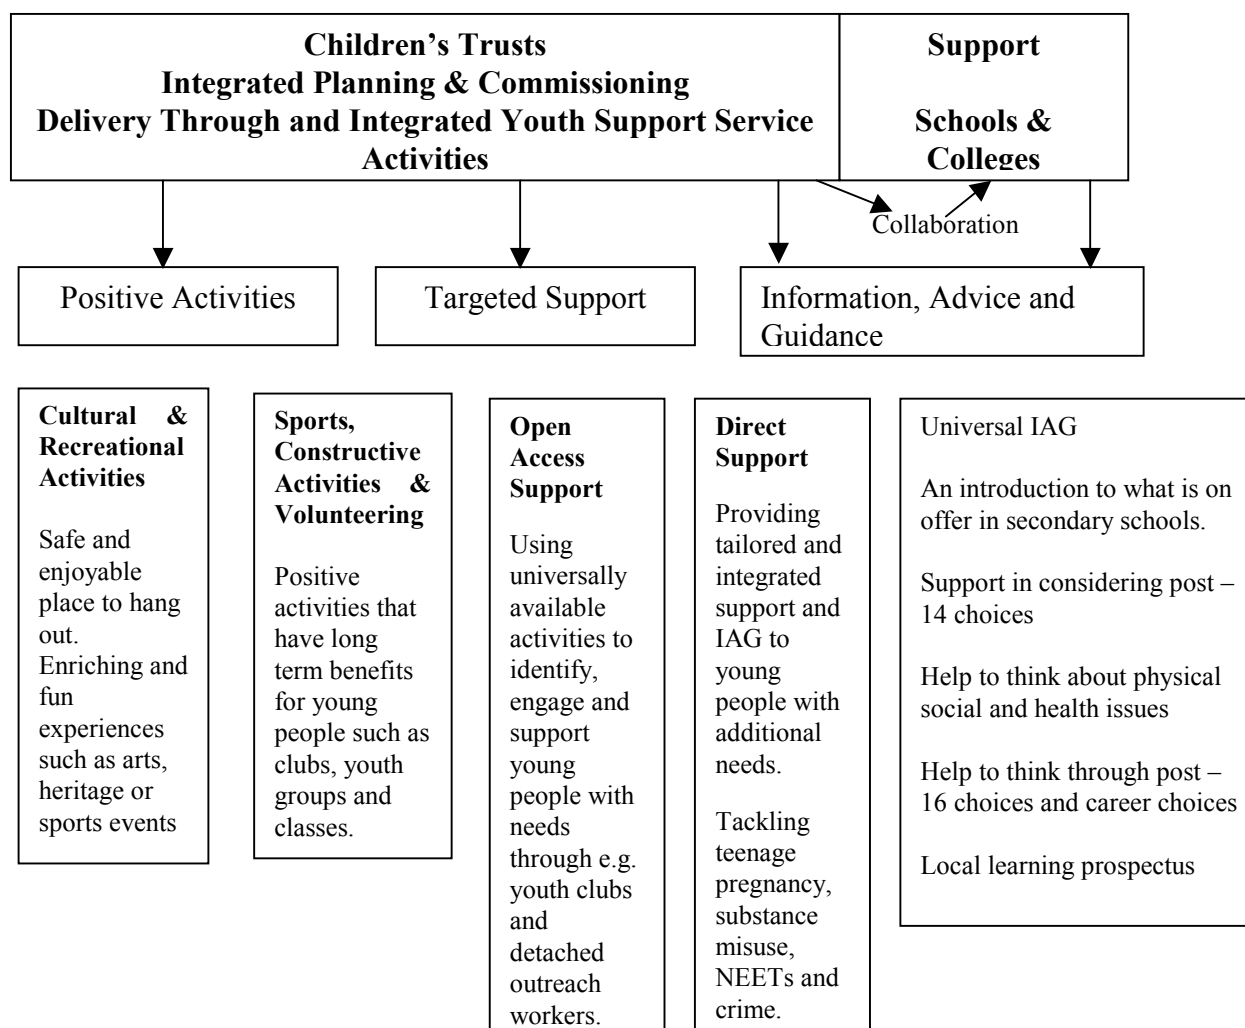 Children’s Trusts
Integrated Planning & Commissioning
Delivery Through and Integrated Youth Support Service
Activities
Support
Schools &
Colleges
Collaboration
Positive Activities
Targeted Support
Information, Advice and
Guidance
Cultural &
Recreational
Activities
Safe and
enjoyable
place to hang
out.
Enriching and
fun
experiences
such as arts,
heritage or
sports events
Sports,
Constructive
Activities &
Volunteering
Positive
activities that
have long
term benefits
for young
people such as
clubs, youth
groups and
classes.
Open
Access
Support
Using
universally
available
activities to
identify,
engage and
support
young
people with
needs
through e.g.
youth clubs
and
detached
outreach
workers.
Direct
Support
Providing
tailored and
integrated
support and
IAG to
young
people with
additional
needs.
Tackling
teenage
pregnancy,
substance
misuse,
NEETs and
crime.
Universal IAG
An introduction to what is on
offer in secondary schools.
Support in considering post –
14 choices
Help to think about physical
social and health issues
Help to think through post –
16 choices and career choices
Local learning prospectus